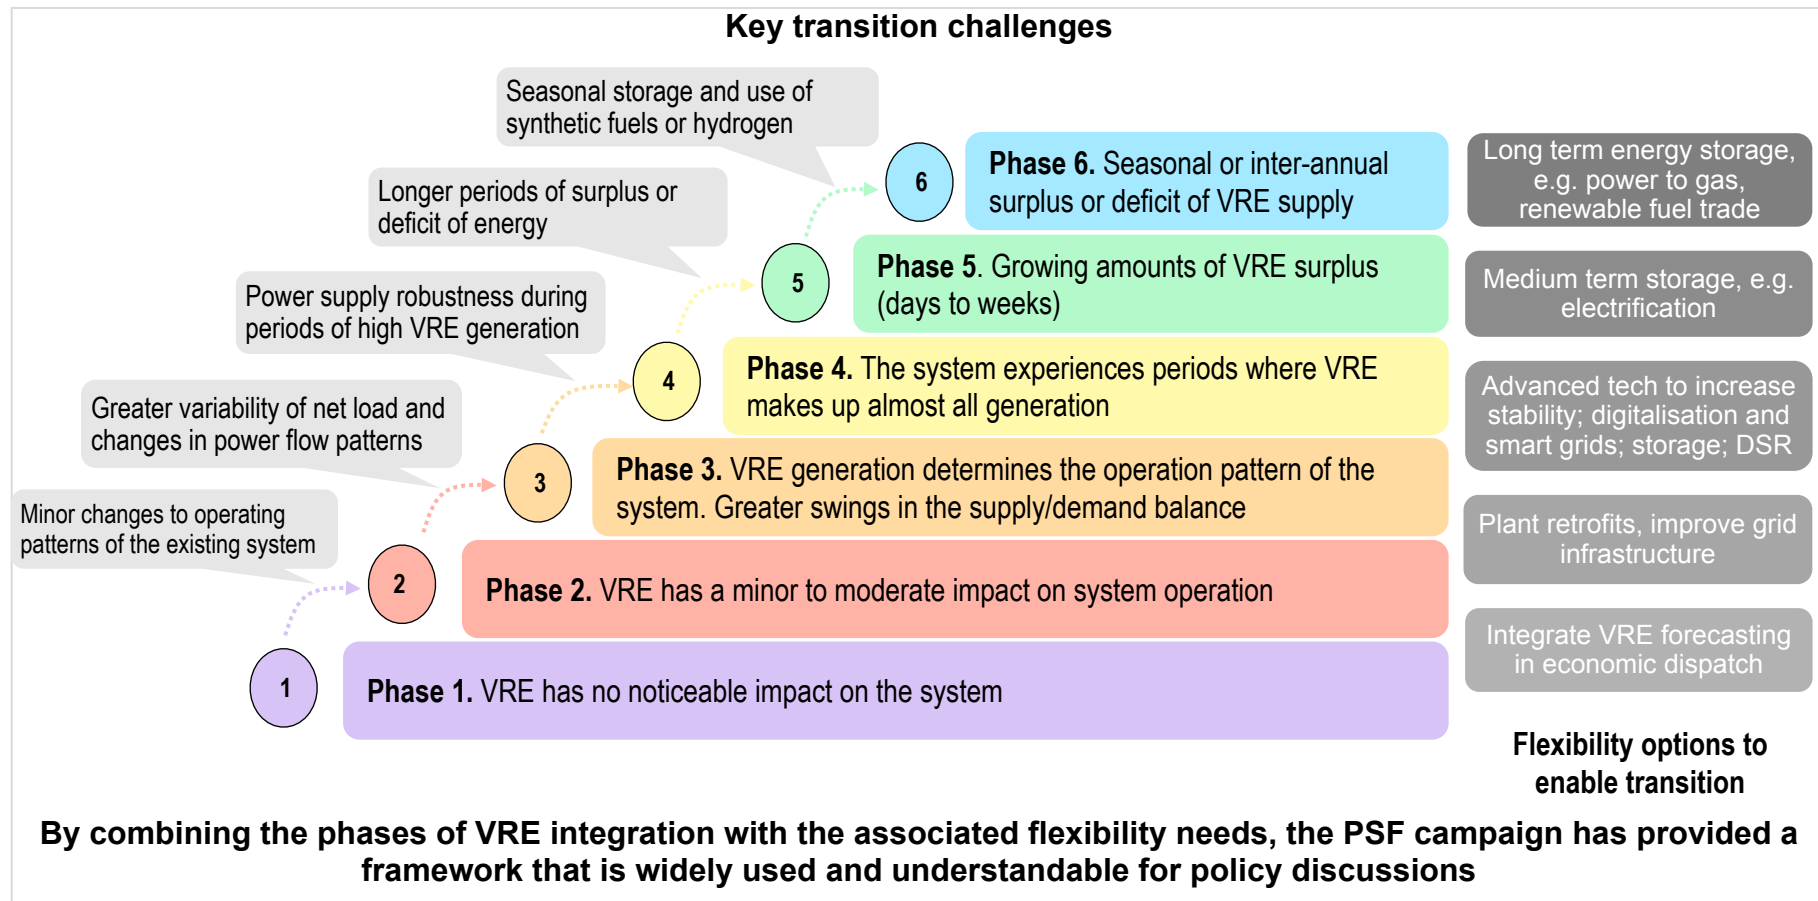 Key transition challenges
Seasonal storage and use of
synthetic fuels or hydrogen
6
Phase 6. Seasonal or inter-annual
surplus or deficit of VRE supply
Long term energy storage,
e.g. power to gas,
renewable fuel trade
Longer periods of surplus or
deficit of energy
5
Phase 5. Growing amounts of VRE surplus
(days to weeks)
Medium term storage, e.g.
electrification
Power supply robustness during
periods of high VRE generation
4
Phase 4. The system experiences periods where VRE
makes up almost all generation
Advanced tech to increase
stability; digitalisation and
smart grids; storage; DSR
Greater variability of net load and
changes in power flow patterns
3
Phase 3. VRE generation determines the operation pattern of the
system. Greater swings in the supply/demand balance
Plant retrofits, improve grid
infrastructure
Minor changes to operating
patterns of the existing system
2
Phase 2. VRE has a minor to moderate impact on system operation
Integrate VRE forecasting
in economic dispatch
1
Phase 1. VRE has no noticeable impact on the system
Flexibility options to
enable transition
By combining the phases of VRE integration with the associated flexibility needs, the PSF campaign has provided a
framework that is widely used and understandable for policy discussions